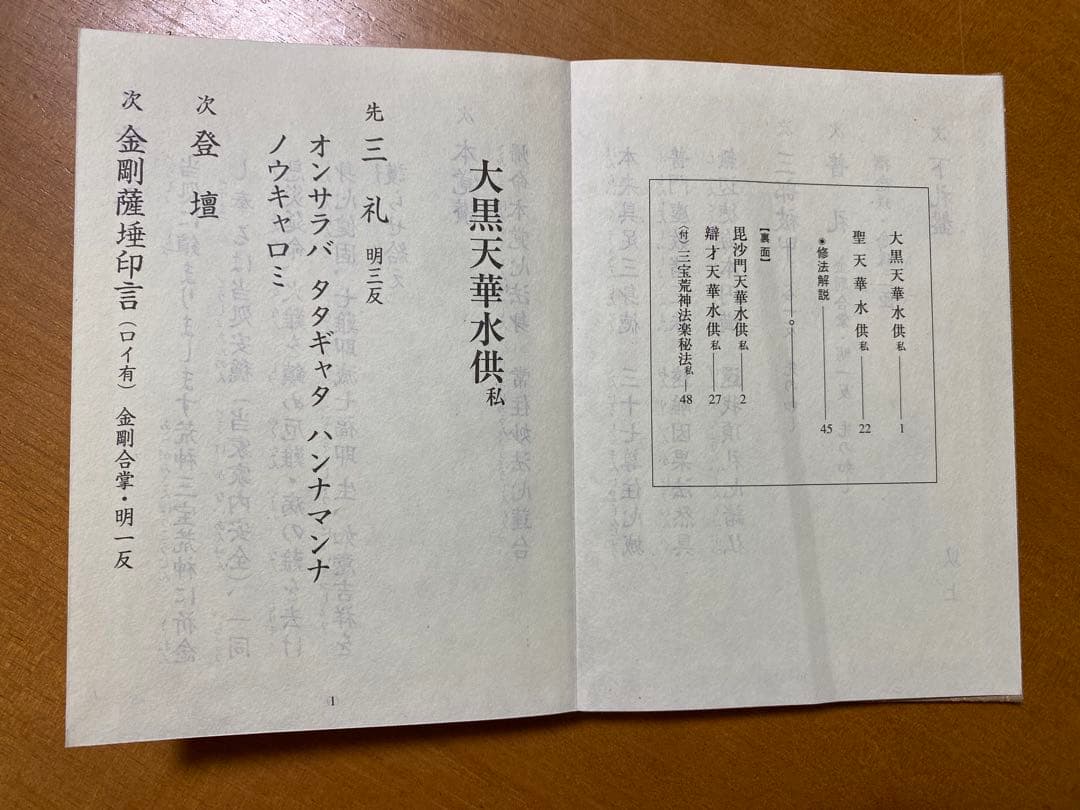 大黒天華水供私 1
聖天華水供私 22
◉修法解説 45
【裏面】
毘沙門天華水供私 2
辯才天華水供私 27
(付)三宝荒神法楽秘法私 48
大黒天華水供 私
先 三礼 明三反
オンサラバ タタギャタ ハンナマンナ
ノウキャロミ
次 登壇
次 金剛薩埵印言(ロイ有) 金剛合掌・明一反
1